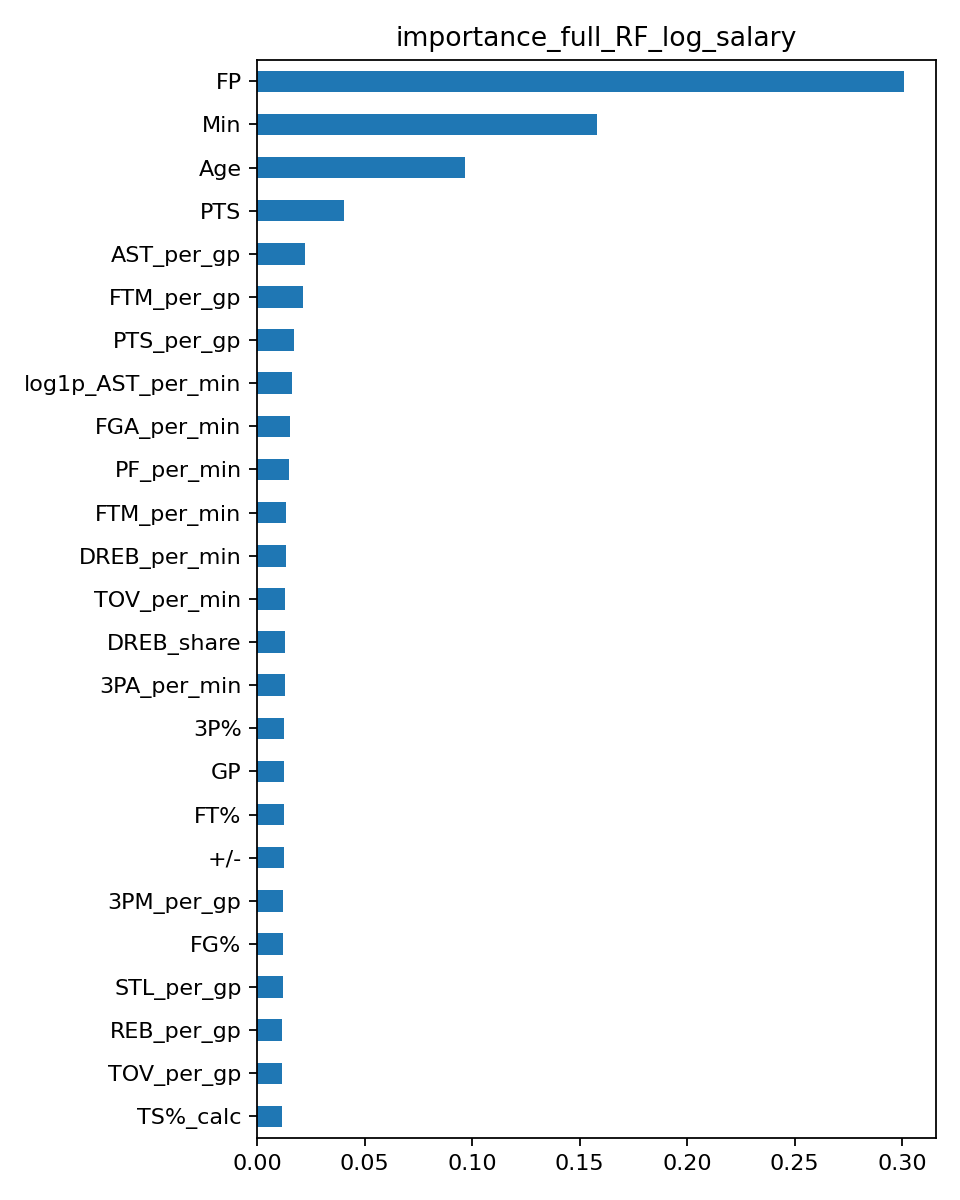 importance_full_RF_log_salary
FP
Min
Age
PTS
AST_per_gp
FTM_per_gp
PTS_per_gp
log1p_AST_per_min
FGA_per_min
PF_per_min
FTM_per_min
DREB_per_min
TOV_per_min
DREB_share
3PA_per_min
3P%
GP
FT%
+/-
3PM_per_gp
FG%
STL_per_gp
REB_per_gp
TOV_per_gp
TS%_calc
0.00 0.05 0.10 0.15 0.20 0.25 0.30